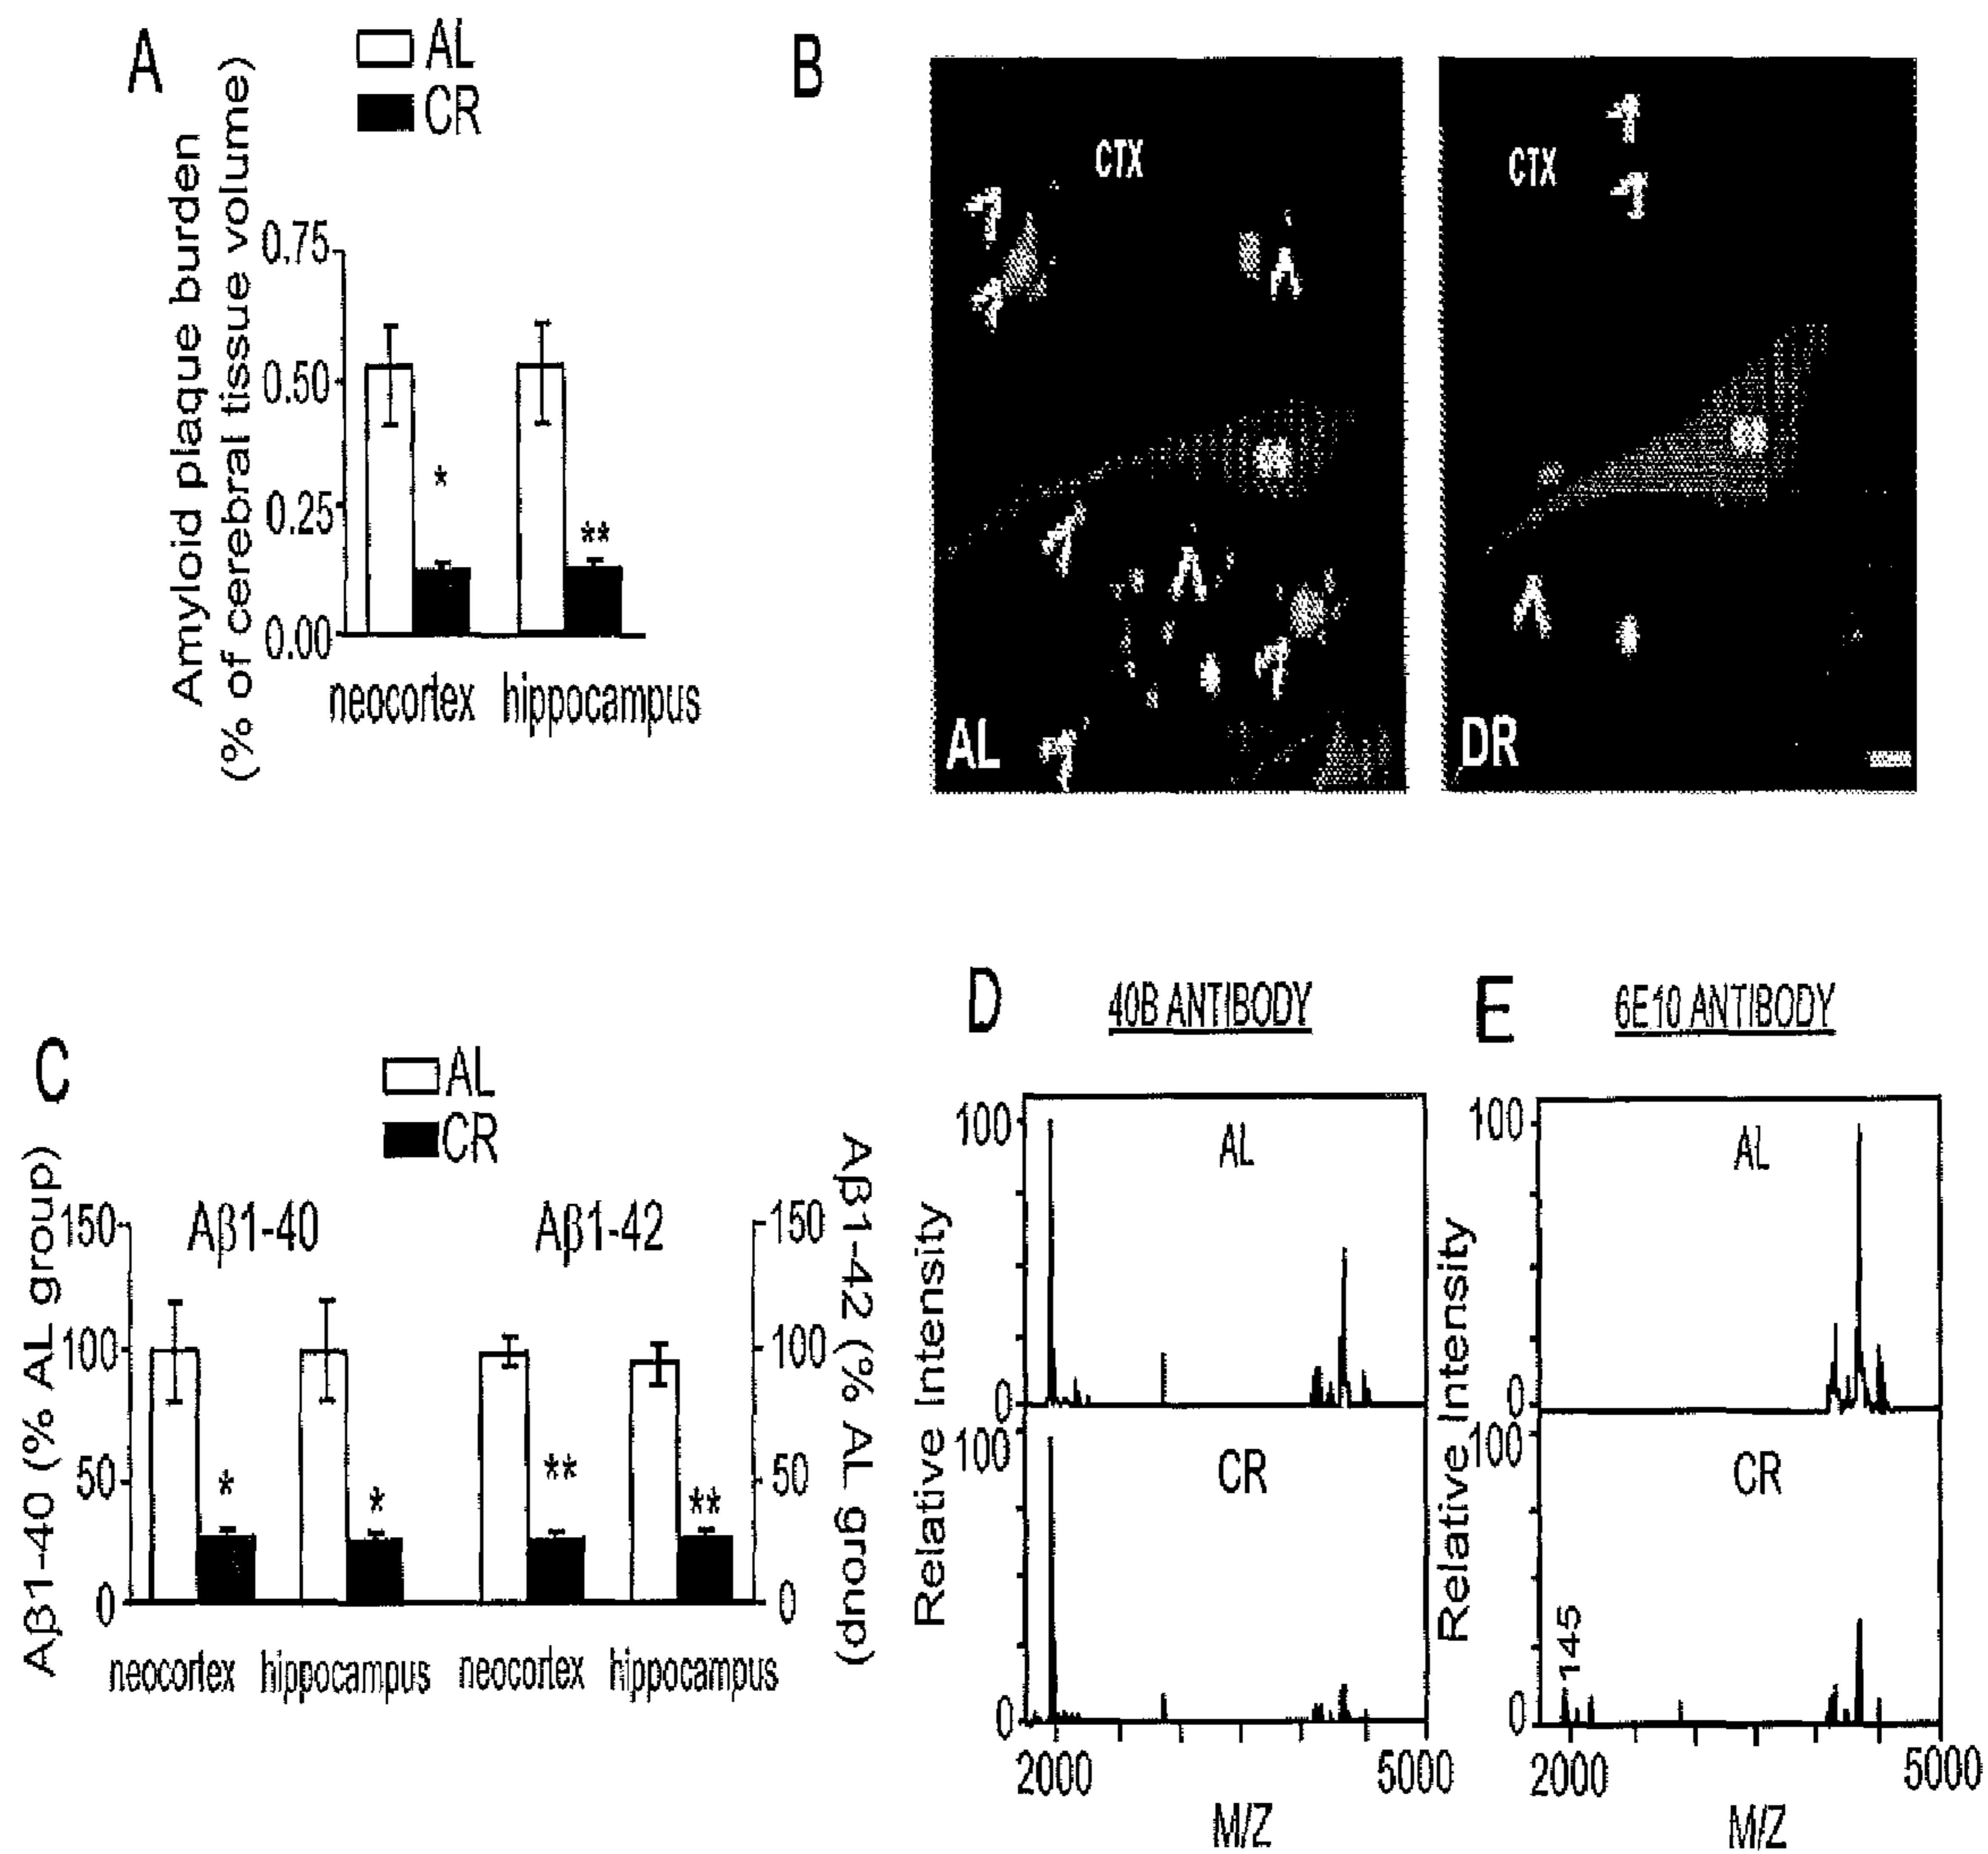 A
AL
CR
Amyloid plaque burden
(% of cerebral tissue volume)
0.75
0.50
0.25
0.00
*
**
neocortex hippocampus
B
CTX
AL
CTX
DR
C
AL
CR
Aβ1-40 (% AL group)
150
100
50
0
Aβ1-40
Aβ1-42
*
*
**
**
150
100
50
0
Aβ1-42 (% AL group)
neocortex hippocampus neocortex hippocampus
D
40B ANTIBODY
Relative Intensity
100
AL
0
100
CR
0
2000
5000
M/Z
E
6E10 ANTIBODY
Relative Intensity
100
AL
0
100
CR
145
0
2000
5000
M/Z